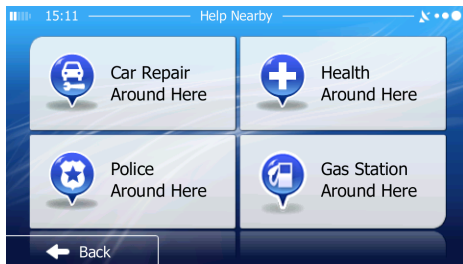 15:11
Help Nearby
Car Repair
Around Here
Health
Around Here
Police
Around Here
Gas Station
Around Here
Back